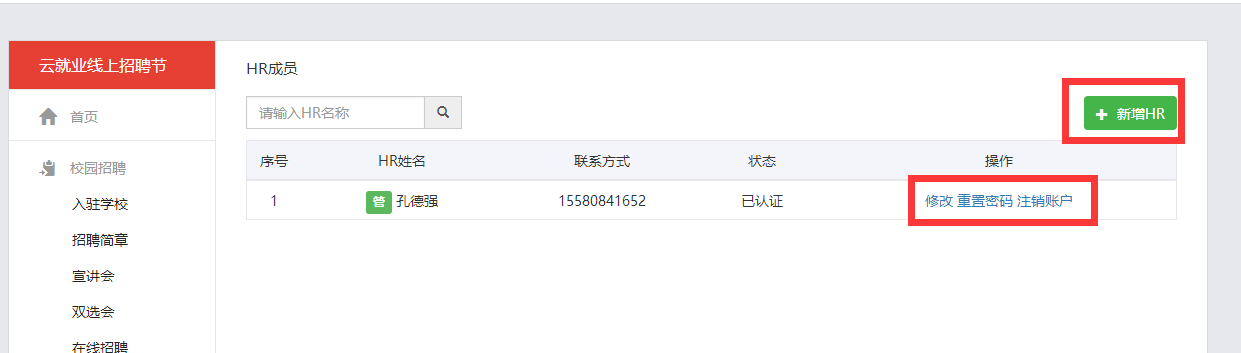 云就业线上招聘节
首页
校园招聘
入驻学校
招聘简章
宣讲会
双选会
在线招聘
HR成员
请输入HR名称
新增HR
序号 HR姓名 联系方式 状态 操作
1 管 孔德强 15580841652 已认证 修改 重置密码 注销账户